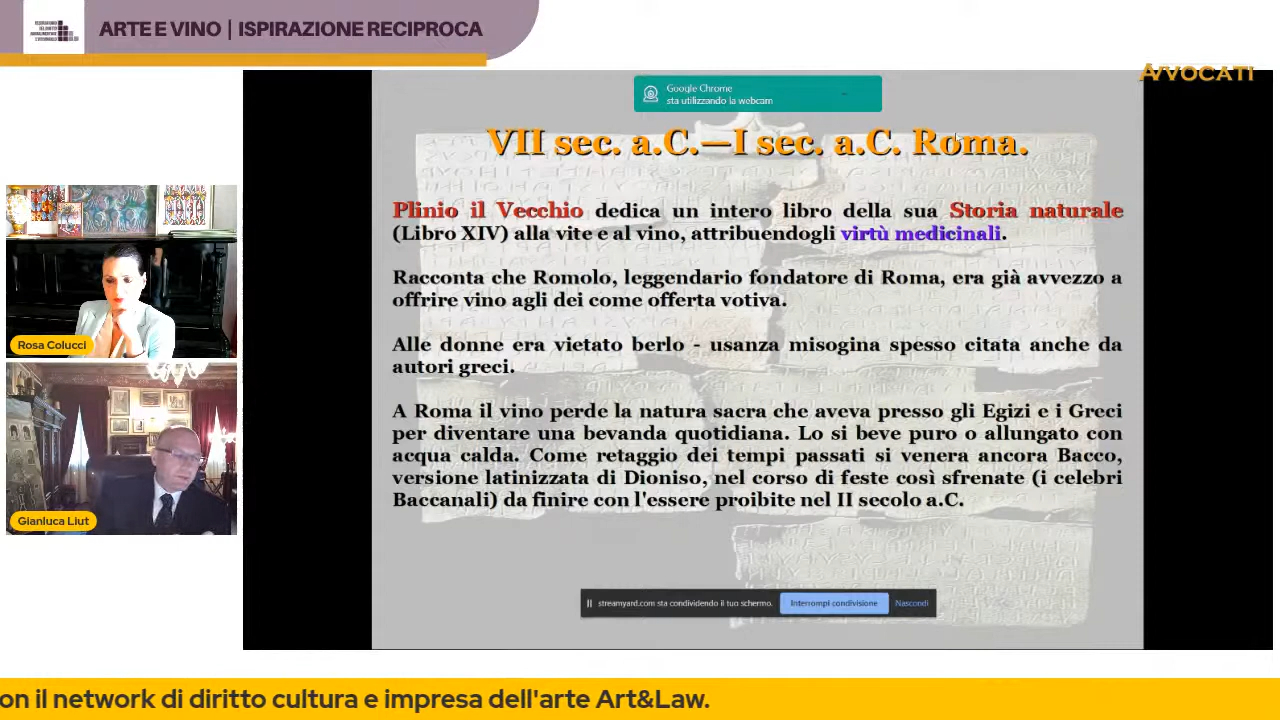 ARTE E VINO | ISPIRAZIONE RECIPROCA
AVVOCATI
Google Chrome
sta utilizzando la webcam
VII sec. a.C.—I sec. a.C. Roma.
Plinio il Vecchio dedica un intero libro della sua Storia naturale
(Libro XIV) alla vite e al vino, attribuendogli virtù medicinali.
Racconta che Romolo, leggendario fondatore di Roma, era già avvezzo a
offrire vino agli dei come offerta votiva.
Alle donne era vietato berlo - usanza misogina spesso citata anche da
autori greci.
A Roma il vino perde la natura sacra che aveva presso gli Egizi e i Greci
per diventare una bevanda quotidiana. Lo si beve puro o allungato con
acqua calda. Come retaggio dei tempi passati si venera ancora Bacco,
versione latinizzata di Dioniso, nel corso di feste così sfrenate (i celebri
Baccanali) da finire con l'essere proibite nel II secolo a.C.
Rosa Colucci
Gianluca Liut
streamyard.com sta condividendo il tuo schermo.
Interrompi condivisione
Nascondi
on il network di diritto cultura e impresa dell'arte Art&Law.